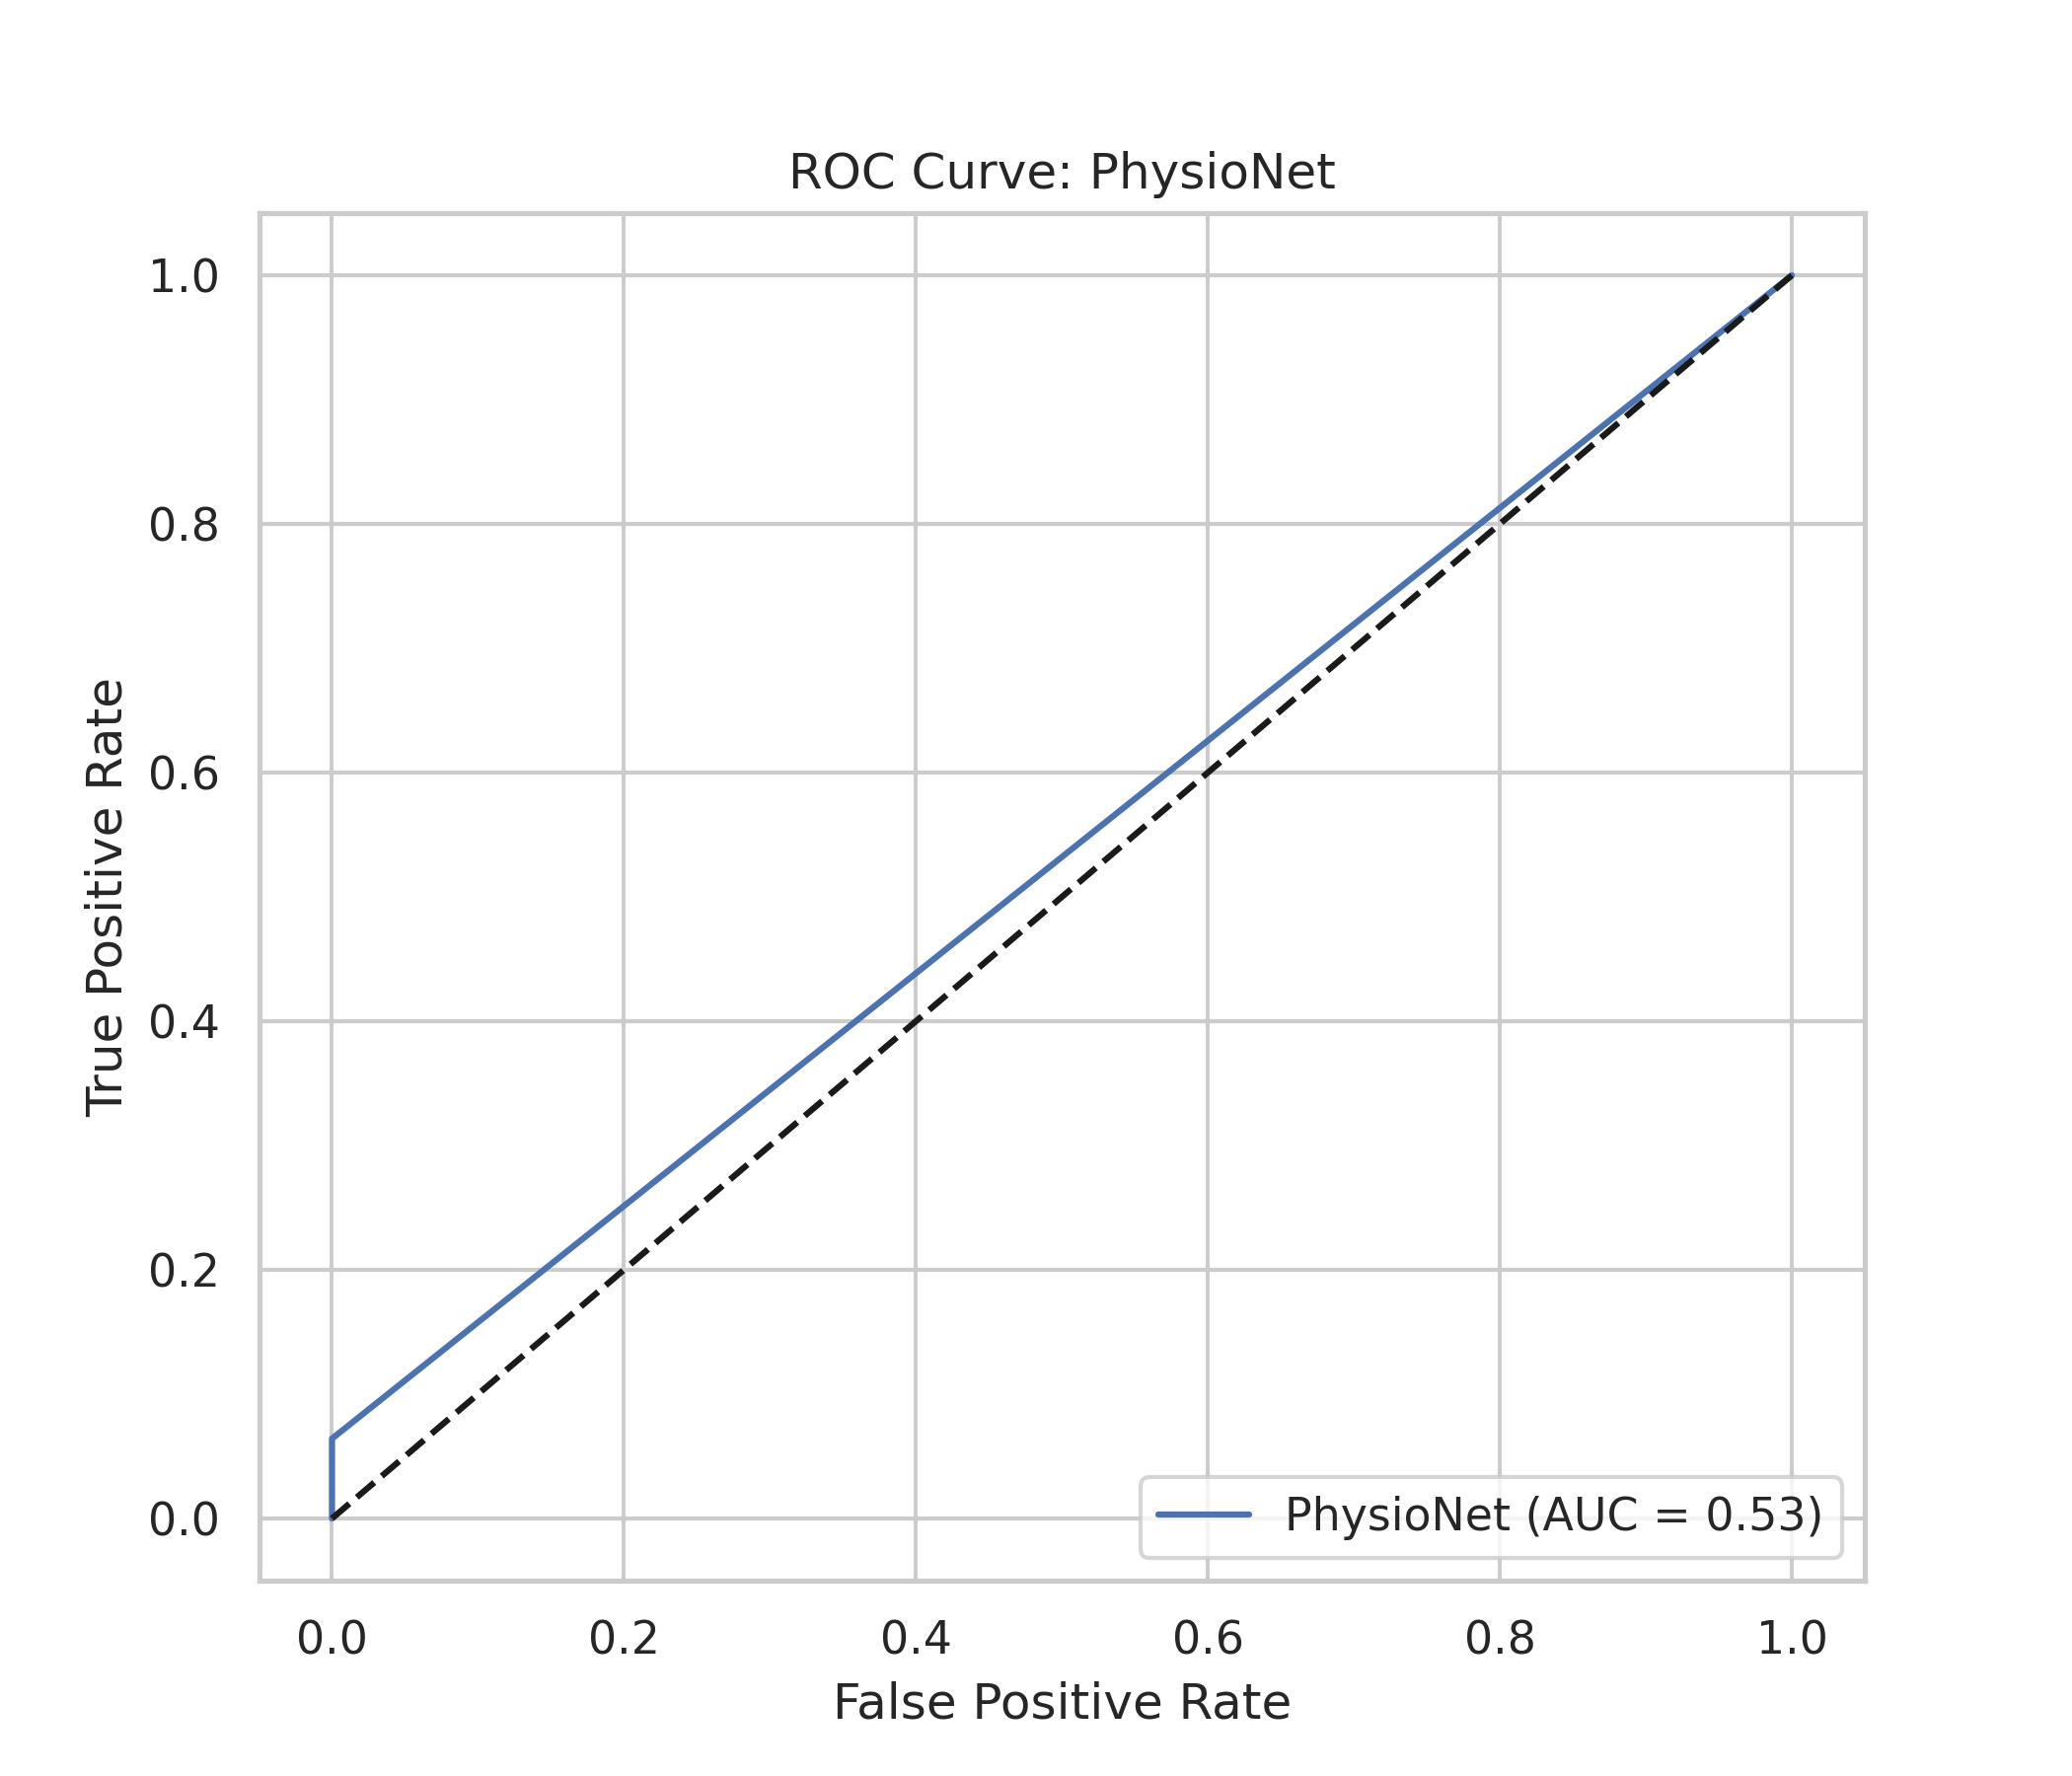 ROC Curve: PhysioNet
True Positive Rate
1.0
0.8
0.6
0.4
0.2
0.0
PhysioNet (AUC = 0.53)
0.0 0.2 0.4 0.6 0.8 1.0
False Positive Rate